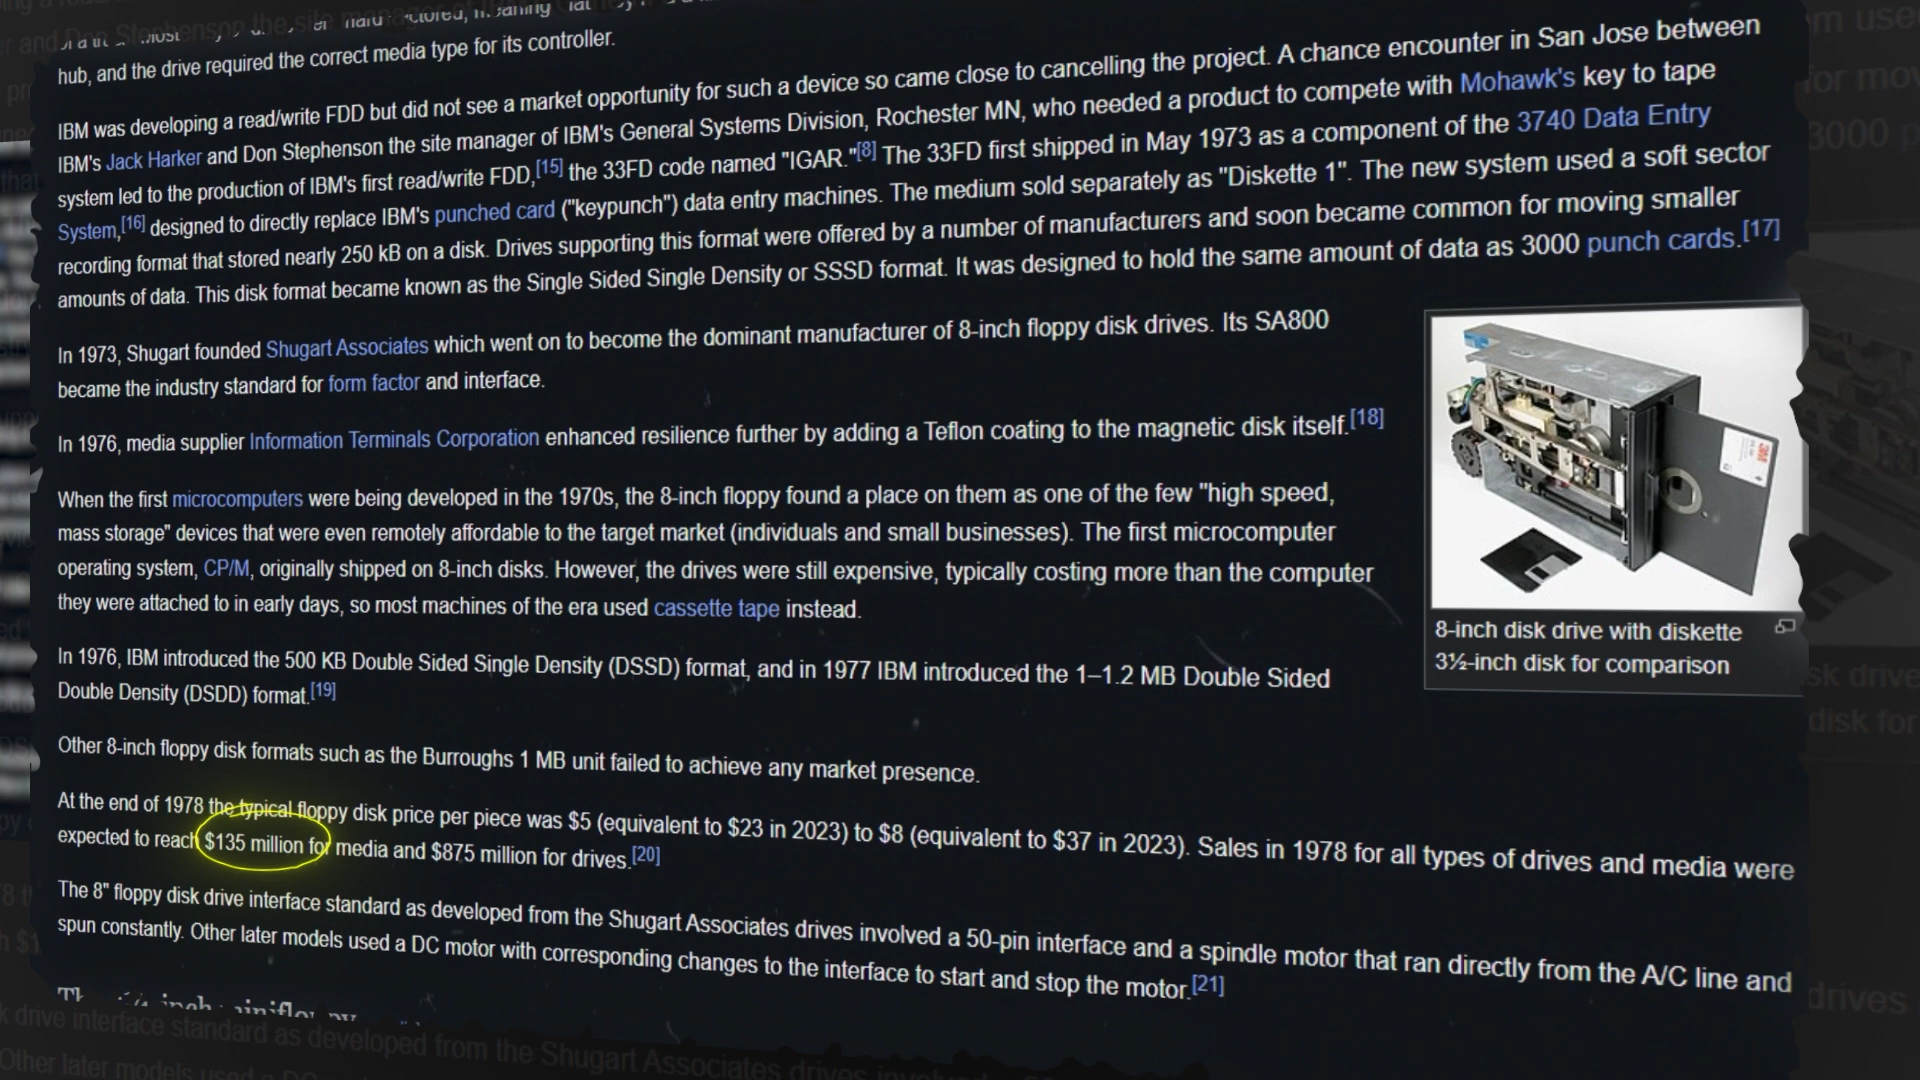 hub, and the drive required the correct media type for its controller.
IBM was developing a read/write FDD but did not see a market opportunity for such a device so came close to cancelling the project. A chance encounter in San Jose between
IBM's Jack Harker and Don Stephenson the site manager of IBM's General Systems Division, Rochester MN, who needed a product to compete with Mohawk's key to tape
system led to the production of IBM's first read/write FDD,[15] the 33FD code named "IGAR."[8] The 33FD first shipped in May 1973 as a component of the 3740 Data Entry
System,[16] designed to directly replace IBM's punched card ("keypunch") data entry machines. The medium sold separately as "Diskette 1". The new system used a soft sector
recording format that stored nearly 250 kB on a disk. Drives supporting this format were offered by a number of manufacturers and soon became common for moving smaller
amounts of data. This disk format became known as the Single Sided Single Density or SSSD format. It was designed to hold the same amount of data as 3000 punch cards.[17]
In 1973, Shugart founded Shugart Associates which went on to become the dominant manufacturer of 8-inch floppy disk drives. Its SA800
became the industry standard for form factor and interface.
In 1976, media supplier Information Terminals Corporation enhanced resilience further by adding a Teflon coating to the magnetic disk itself.[18]
When the first microcomputers were being developed in the 1970s, the 8-inch floppy found a place on them as one of the few "high speed,
mass storage" devices that were even remotely affordable to the target market (individuals and small businesses). The first microcomputer
operating system, CP/M, originally shipped on 8-inch disks. However, the drives were still expensive, typically costing more than the computer
they were attached to in early days, so most machines of the era used cassette tape instead.
8-inch disk drive with diskette
3½-inch disk for comparison
In 1976, IBM introduced the 500 KB Double Sided Single Density (DSSD) format, and in 1977 IBM introduced the 1–1.2 MB Double Sided
Double Density (DSDD) format.[19]
Other 8-inch floppy disk formats such as the Burroughs 1 MB unit failed to achieve any market presence.
At the end of 1978 the typical floppy disk price per piece was $5 (equivalent to $23 in 2023) to $8 (equivalent to $37 in 2023). Sales in 1978 for all types of drives and media were
expected to reach $135 million for media and $875 million for drives.[20]
The 8" floppy disk drive interface standard as developed from the Shugart Associates drives involved a 50-pin interface and a spindle motor that ran directly from the A/C line and
spun constantly. Other later models used a DC motor with corresponding changes to the interface to start and stop the motor.[21]